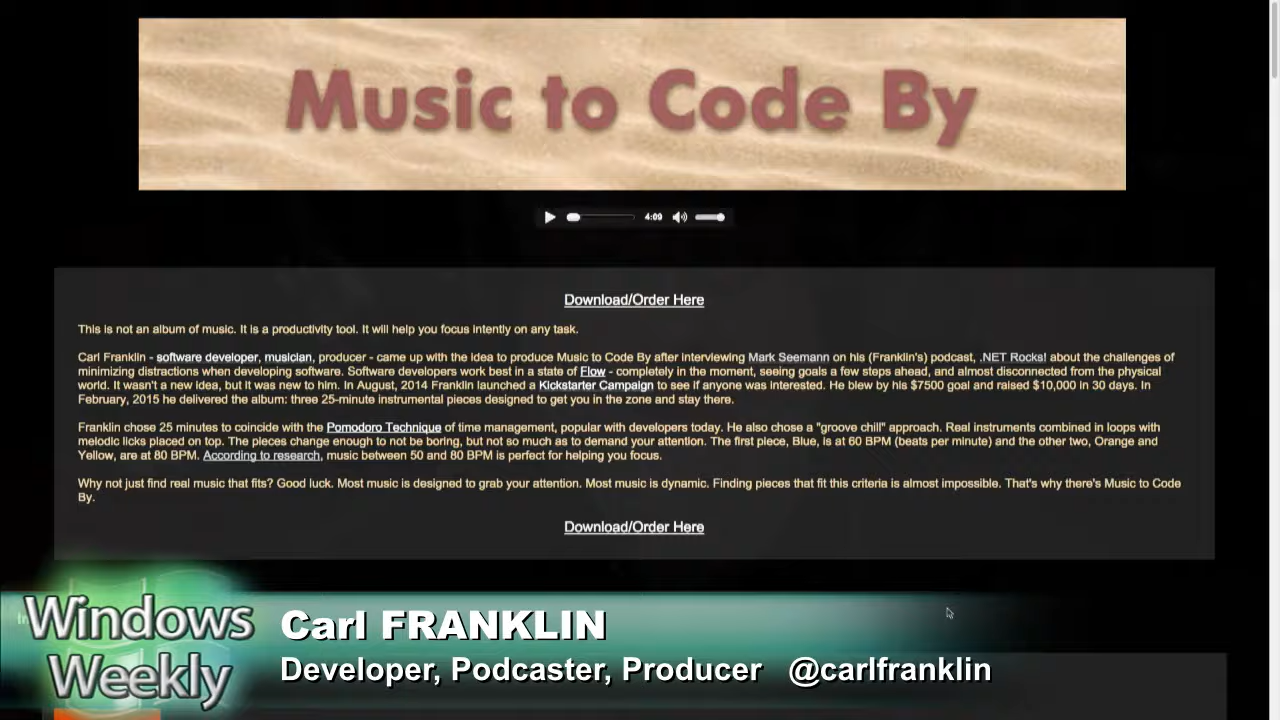 Music to Code By
4:09
Download/Order Here
This is not an album of music. It is a productivity tool. It will help you focus intently on any task.
Carl Franklin - software developer, musician, producer - came up with the idea to produce Music to Code By after interviewing Mark Seemann on his (Franklin's) podcast, .NET Rocks! about the challenges of
minimizing distractions when developing software. Software developers work best in a state of Flow - completely in the moment, seeing goals a few steps ahead, and almost disconnected from the physical
world. It wasn't a new idea, but it was new to him. In August, 2014 Franklin launched a Kickstarter Campaign to see if anyone was interested. He blew by his $7500 goal and raised $10,000 in 30 days. In
February, 2015 he delivered the album: three 25-minute instrumental pieces designed to get you in the zone and stay there.
Franklin chose 25 minutes to coincide with the Pomodoro Technique of time management, popular with developers today. He also chose a "groove chill" approach. Real instruments combined in loops with
melodic licks placed on top. The pieces change enough to not be boring, but not so much as to demand your attention. The first piece, Blue, is at 60 BPM (beats per minute) and the other two, Orange and
Yellow, are at 80 BPM. According to research, music between 50 and 80 BPM is perfect for helping you focus.
Why not just find real music that fits? Good luck. Most music is designed to grab your attention. Most music is dynamic. Finding pieces that fit this criteria is almost impossible. That's why there's Music to Code
By.
Download/Order Here
Windows
Weekly
Carl FRANKLIN
Developer, Podcaster, Producer @carlfranklin